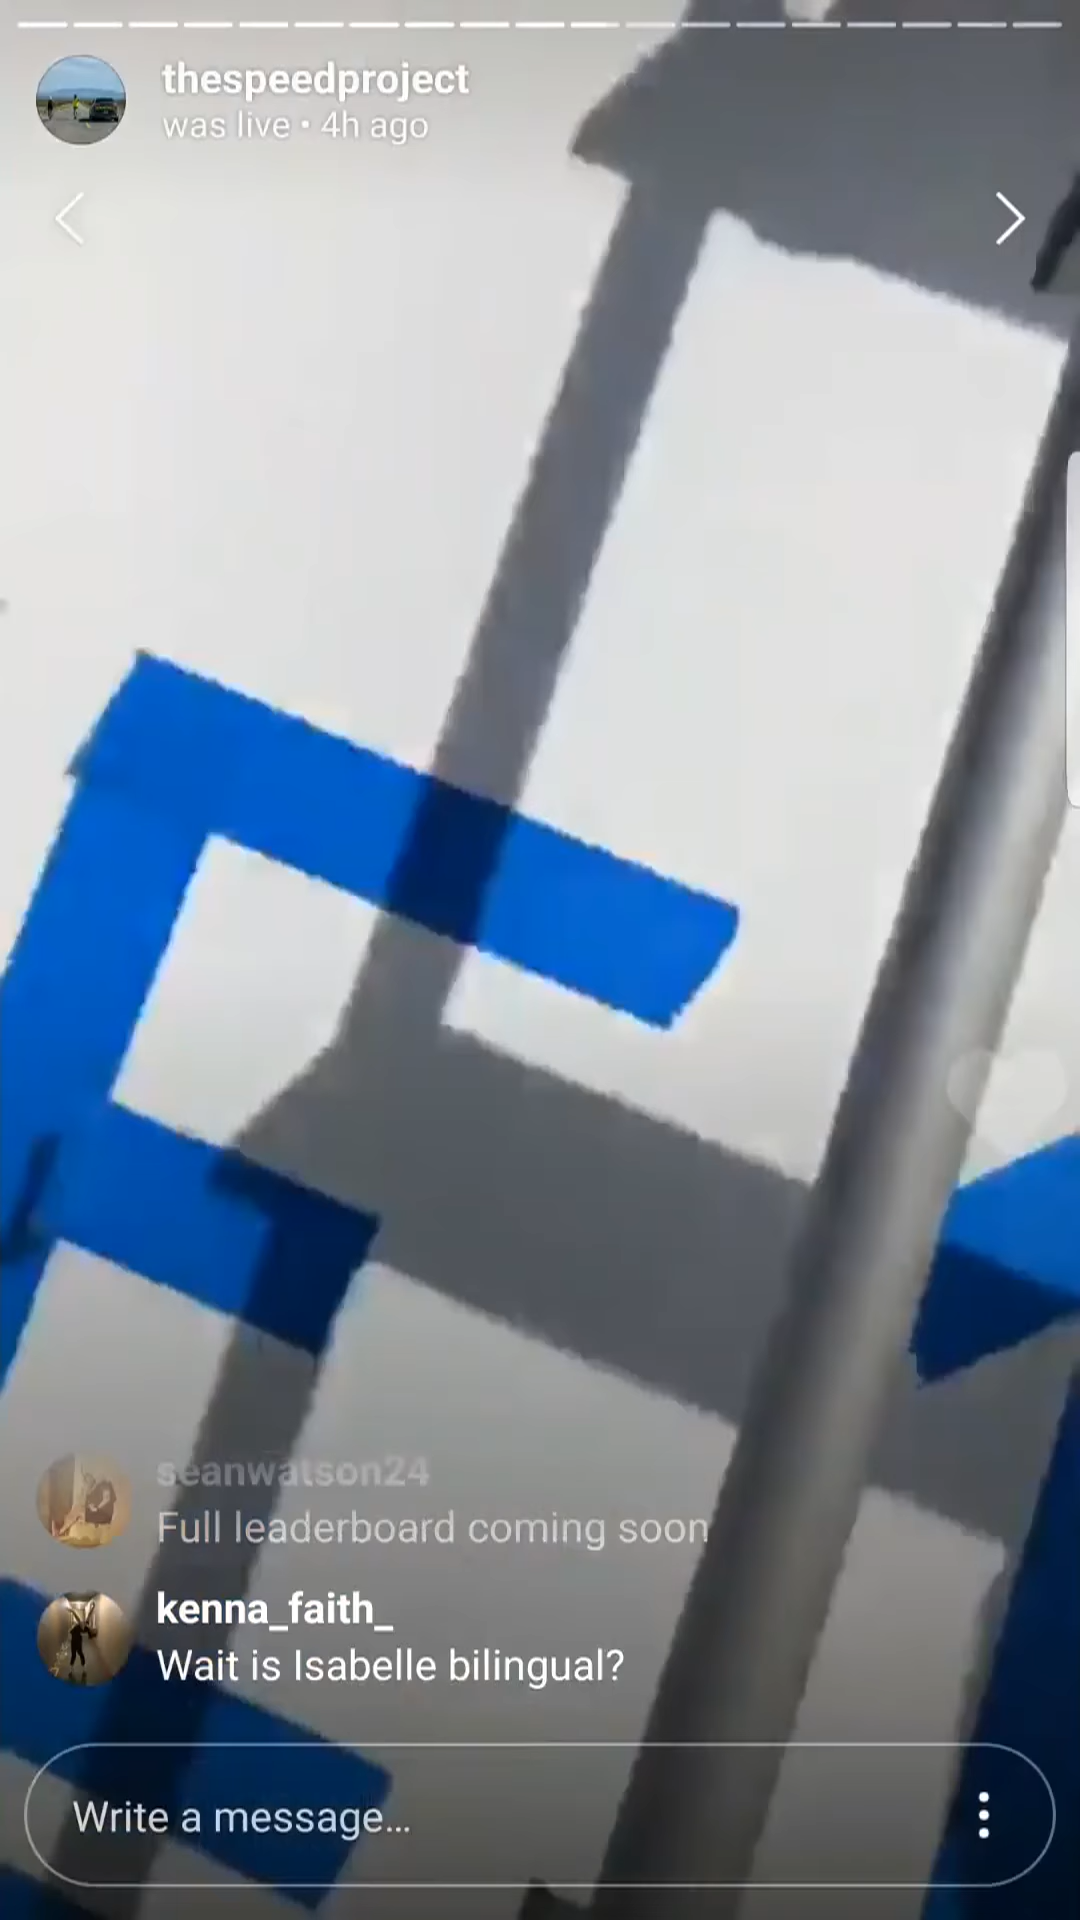 thespeedproject
was live • 4h ago
seanwatson24
Full leaderboard coming soon
kenna_faith_
Wait is Isabelle bilingual?
Write a message...